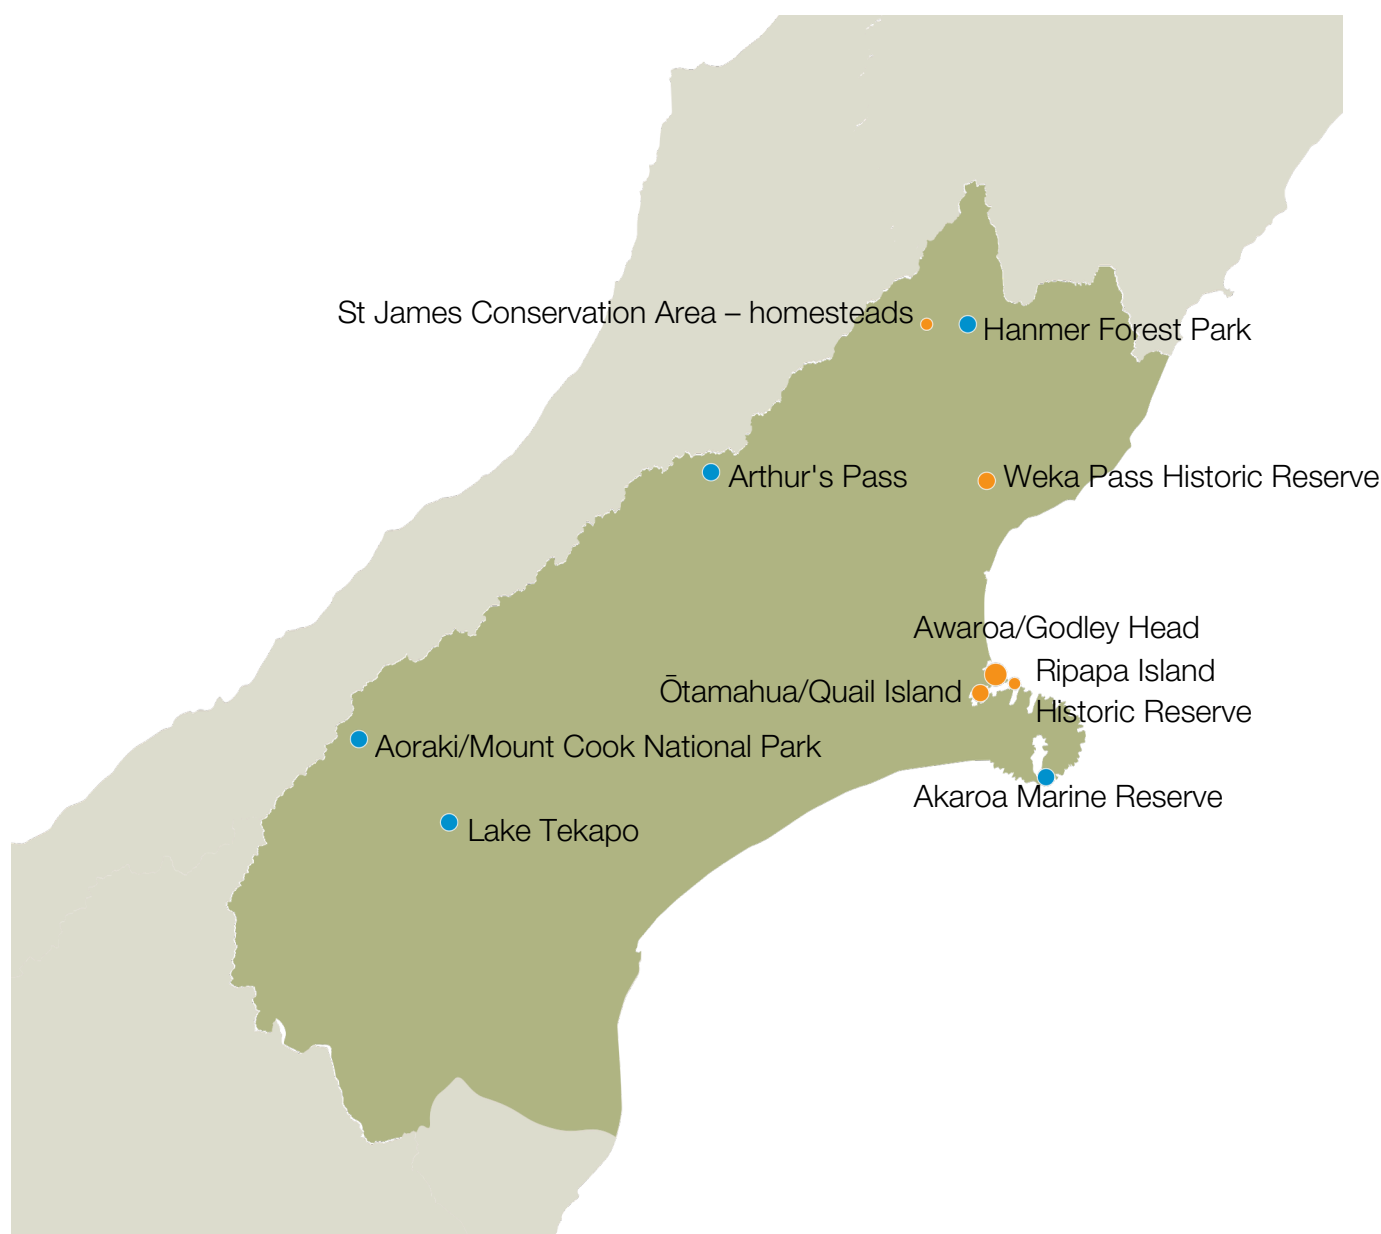 St James Conservation Area – homesteads
Hanmer Forest Park
Arthur's Pass
Weka Pass Historic Reserve
Awaroa/Godley Head
Ripapa Island
Historic Reserve
Ōtamahua/Quail Island
Aoraki/Mount Cook National Park
Akaroa Marine Reserve
Lake Tekapo